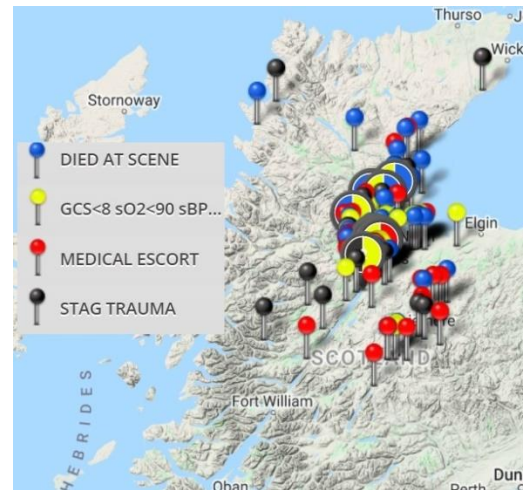 Thurso
Wick
Stornoway
DIED AT SCENE
GCS<8 sO2<90 sBP...
MEDICAL ESCORT
STAG TRAUMA
Elgin
SCOTLAND
Fort William
HEBRIDES
Oban
Perth
Dun